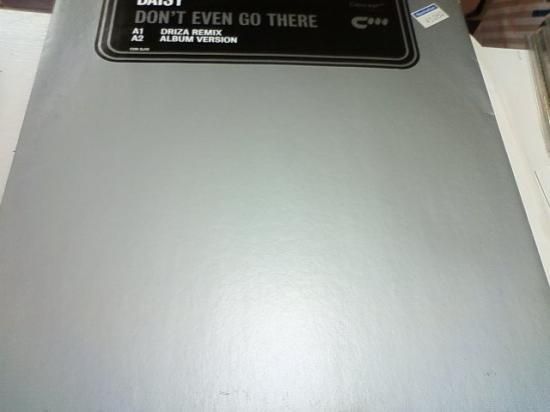 DAISY
DON'T EVEN GO THERE
A1 DRIZA REMIX
A2 ALBUM VERSION